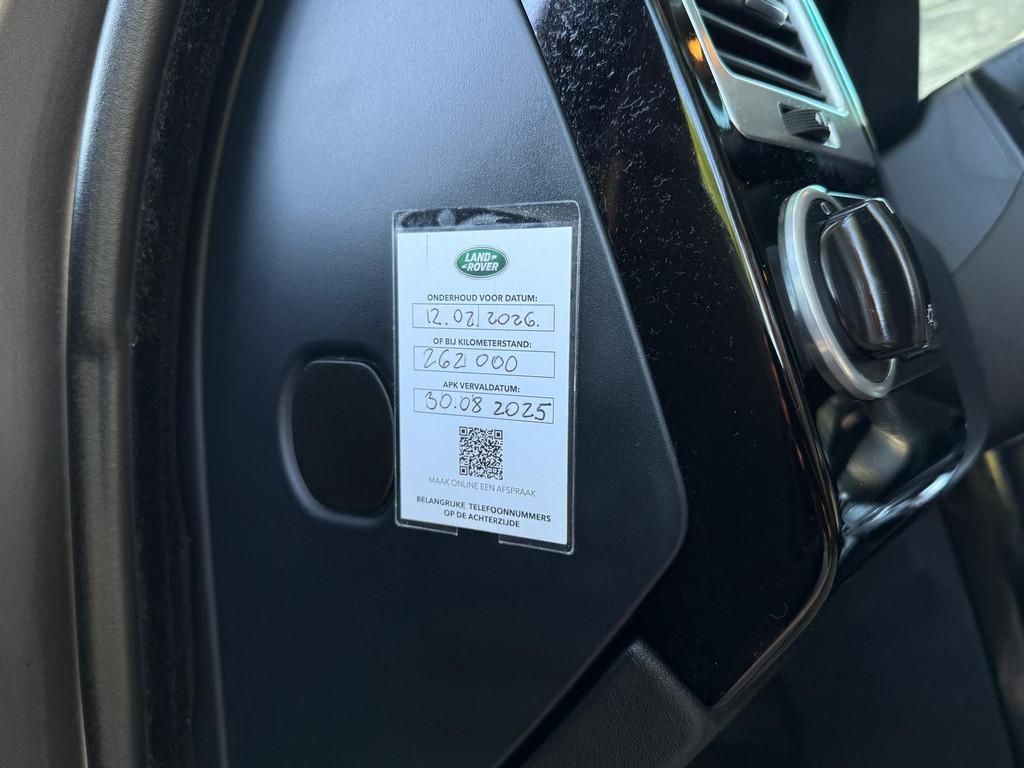 LAND
ROVER
ONDERHOUD VOOR DATUM:
12.02.2026.
OF BIJ KILOMETERSTAND:
262.000
APK VERVALDATUM:
30.08 2025
MAAK ONLINE EEN AFSPRAAK
BELANGRIJKE TELEFOONNUMMERS
OP DE ACHTERZIJDE